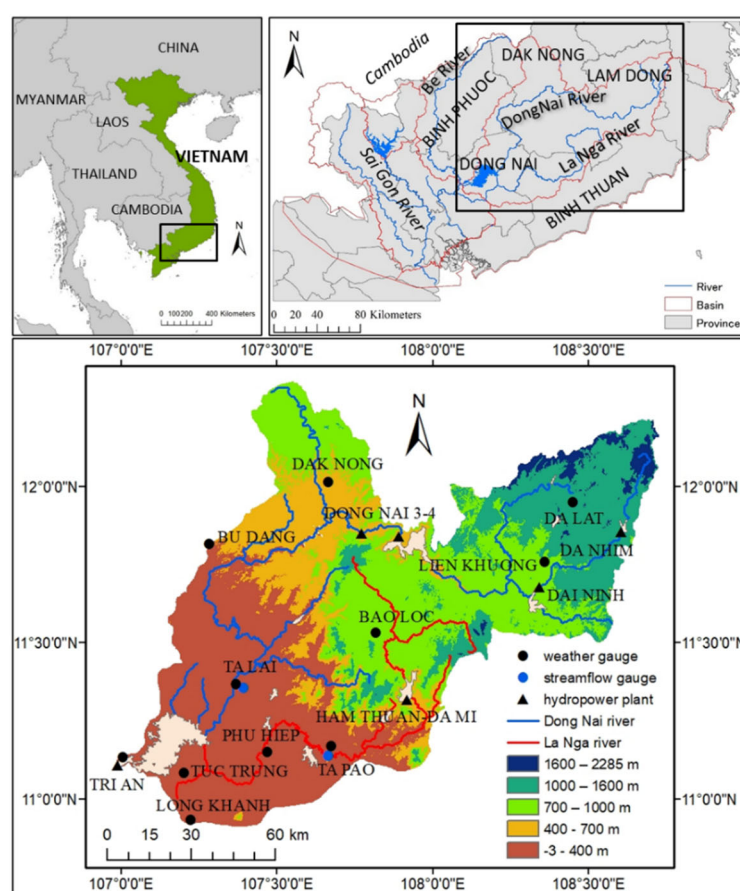 CHINA
MYANMAR
LAOS
VIETNAM
THAILAND
CAMBODIA
N
0 100200 400 Kilometers
N
Cambodia
Be River
DAK NONG
LAM DONG
BINH PHUOC
DongNai River
Sai Gon River
DONG NAI
La Nga River
BINH THUAN
0 20 40 80
Kilometers
River
Basin
Province
107°0'0"E 107°30'0"E 108°0'0"E 108°30'0"E
N
12°0'0"N 12°0'0"N
DAK NONG
DONG NAI 3-4
DA LAT
BU DANG
DA NHIM
LIEN KHUONG
DAI NINH
BAO LOC
11°30'0"N 11°30'0"N
TA LAI
HAM THUAN-DA MI
PHU HIEP
TRI AN
TUC TRUNG
TA PAO
11°0'0"N 11°0'0"N
LONG KHANH
0 15 30 60 km
weather gauge
streamflow gauge
hydropower plant
Dong Nai river
La Nga river
1600 – 2285 m
1000 – 1600 m
700 – 1000 m
400 - 700 m
-3 - 400 m
107°0'0"E 107°30'0"E 108°0'0"E 108°30'0"E